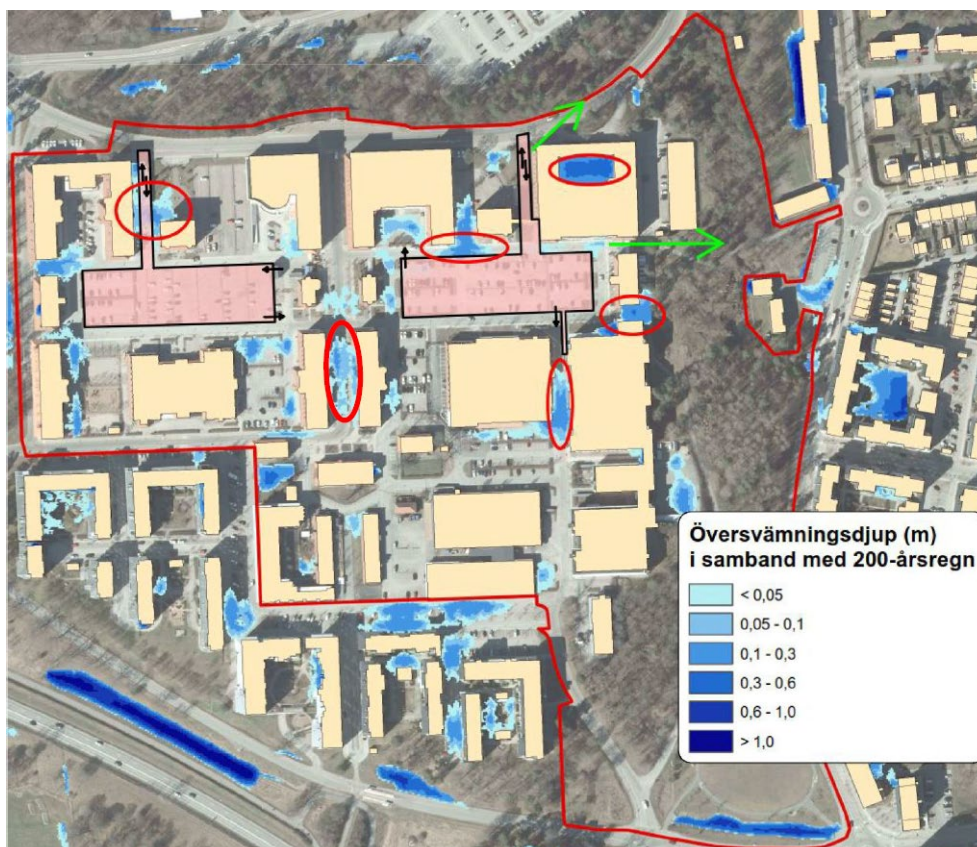 Översvämningsdjup (m)
i samband med 200-årsregn
< 0,05
0,05 - 0,1
0,1 - 0,3
0,3 - 0,6
0,6 - 1,0
> 1,0